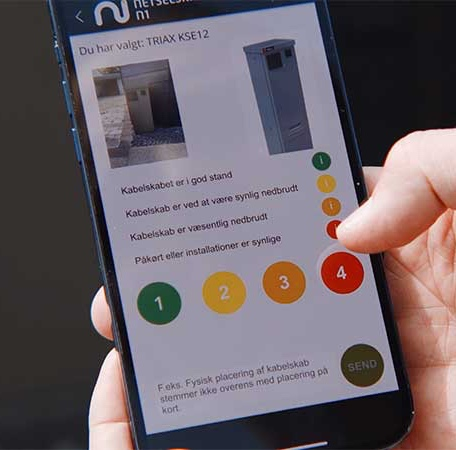 NETSELSKABET
n1
Du har valgt: TRIAX KSE12
Kabelskabet er i god stand
i
Kabelskab er ved at være synlig nedbrudt
i
Kabelskab er væsentlig nedbrudt
i
Påkørt eller installationer er synlige
1
2
3
4
F.eks. Fysisk placering af kabelskab
stemmer ikke overens med placering på
kort.
SEND